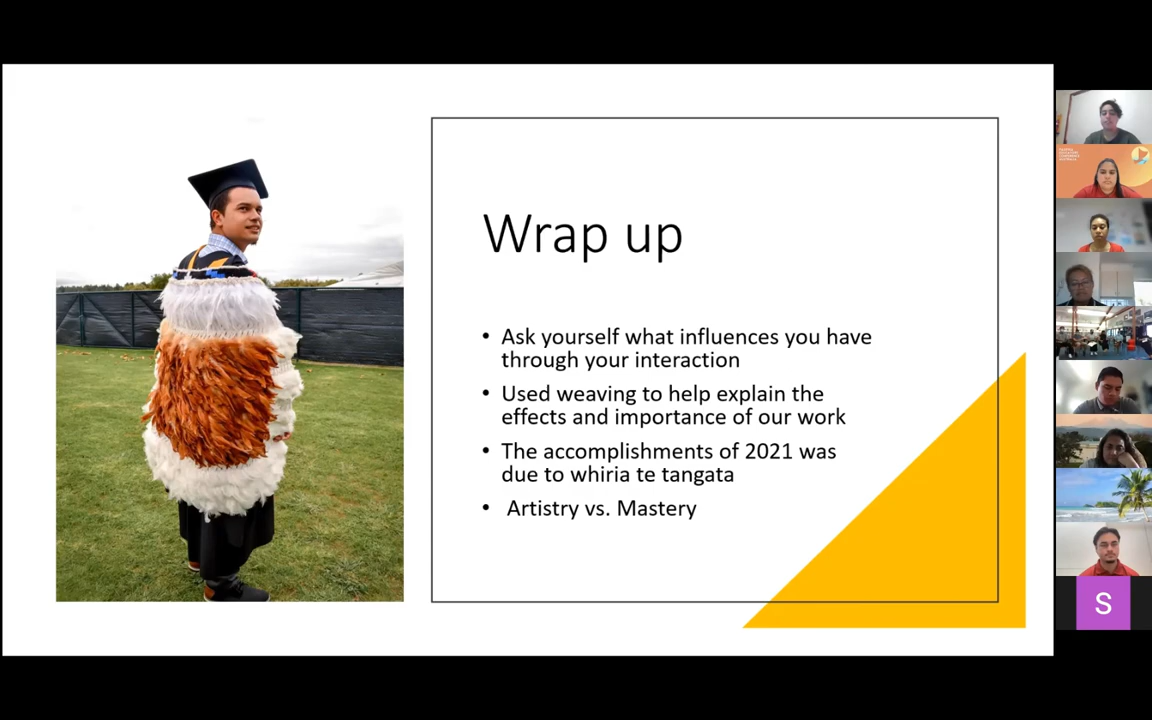 Wrap up
• Ask yourself what influences you have
through your interaction
• Used weaving to help explain the
effects and importance of our work
• The accomplishments of 2021 was
due to whiria te tangata
• Artistry vs. Mastery
S